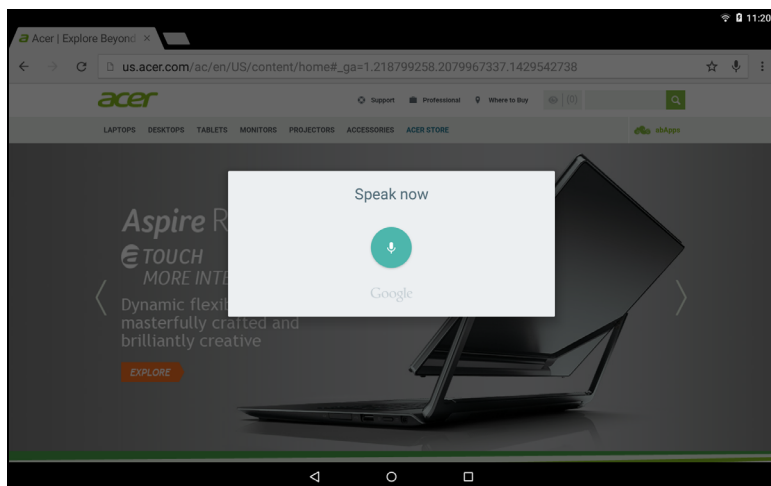 11:20
Acer | Explore Beyond
us.acer.com/ac/en/US/content/home#_ga=1.218799258.2079967337.1429542738
acer
Support Professional Where to Buy (0)
LAPTOPS DESKTOPS TABLETS MONITORS PROJECTORS ACCESSORIES ACER STORE abApps
Speak now
Google
Aspire R
TOUCH
MORE INTE
Dynamic flexi
masterfully crafted and
brilliantly creative
EXPLORE